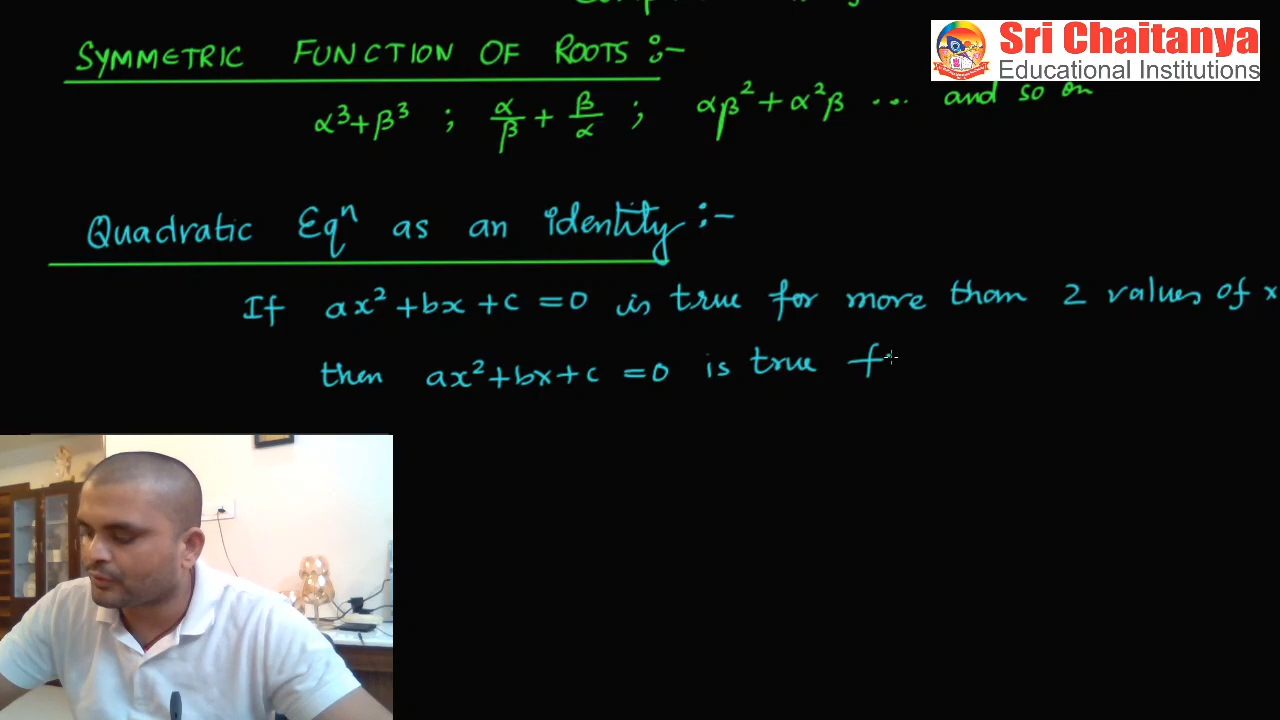 SYMMETRIC FUNCTION OF ROOTS :-
Sri Chaitanya
Educational Institutions
α³+β³ ; α/β + β/α ; αβ² + α²β ... and so on
Quadratic Eqⁿ as an identity :-
If ax² + bx + c = 0 is true for more than 2 values of x
then ax² + bx + c = 0 is true f